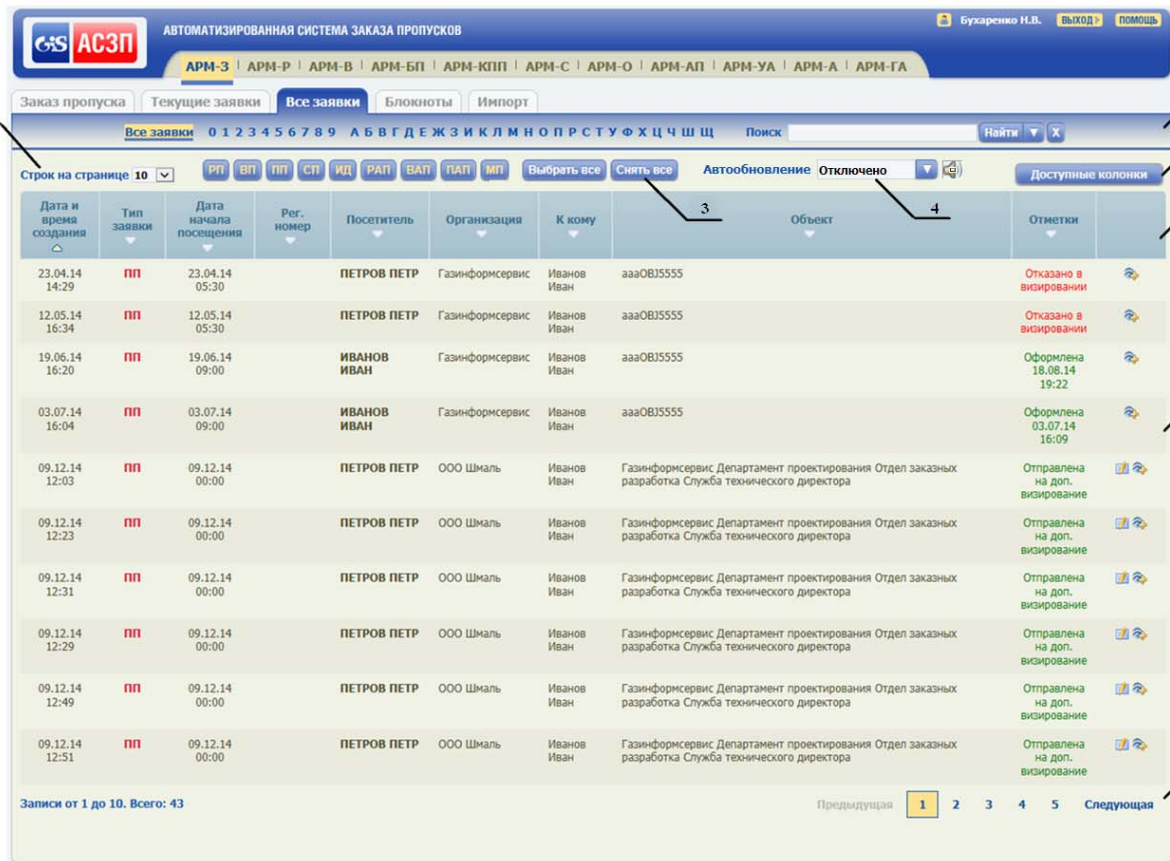 GiS АСЗП
АВТОМАТИЗИРОВАННАЯ СИСТЕМА ЗАКАЗА ПРОПУСКОВ
Бухаренко Н.В. ВЫХОД ПОМОЩЬ
АРМ-З АРМ-Р АРМ-В АРМ-БП АРМ-КПП АРМ-С АРМ-О АРМ-АП АРМ-УА АРМ-А АРМ-ГА
Заказ пропуска Текущие заявки Все заявки Блокноты Импорт
Все заявки 0 1 2 3 4 5 6 7 8 9 А Б В Г Д Е Ж З И К Л М Н О П Р С Т У Ф Х Ц Ч Ш Щ Поиск Найти X
Строк на странице 10 РП ВП ПП СП ИД РАП ВАП ПАП МП Выбрать все Снять все Автообновление Отключено Доступные колонки
3 4
Дата и время создания Тип заявки Дата начала посещения Рег. номер Посетитель Организация К кому Объект Отметки
23.04.14 ПП 23.04.14 ПЕТРОВ ПЕТР Газинформсервис Иванов aaaOBJ5555 Отказано в
14:29 05:30 Иван визировании
12.05.14 ПП 12.05.14 ПЕТРОВ ПЕТР Газинформсервис Иванов aaaOBJ5555 Отказано в
16:34 05:30 Иван визировании
19.06.14 ПП 19.06.14 ИВАНОВ Газинформсервис Иванов aaaOBJ5555 Оформлена
16:20 09:00 ИВАН Иван 18.08.14
19:22
03.07.14 ПП 03.07.14 ИВАНОВ Газинформсервис Иванов aaaOBJ5555 Оформлена
16:04 09:00 ИВАН Иван 03.07.14
16:09
09.12.14 ПП 09.12.14 ПЕТРОВ ПЕТР ООО Шмаль Иванов Газинформсервис Департамент проектирования Отдел заказных Отправлена
12:03 00:00 Иван разработка Служба технического директора на доп.
визирование
09.12.14 ПП 09.12.14 ПЕТРОВ ПЕТР ООО Шмаль Иванов Газинформсервис Департамент проектирования Отдел заказных Отправлена
12:23 00:00 Иван разработка Служба технического директора на доп.
визирование
09.12.14 ПП 09.12.14 ПЕТРОВ ПЕТР ООО Шмаль Иванов Газинформсервис Департамент проектирования Отдел заказных Отправлена
12:31 00:00 Иван разработка Служба технического директора на доп.
визирование
09.12.14 ПП 09.12.14 ПЕТРОВ ПЕТР ООО Шмаль Иванов Газинформсервис Департамент проектирования Отдел заказных Отправлена
12:29 00:00 Иван разработка Служба технического директора на доп.
визирование
09.12.14 ПП 09.12.14 ПЕТРОВ ПЕТР ООО Шмаль Иванов Газинформсервис Департамент проектирования Отдел заказных Отправлена
12:49 00:00 Иван разработка Служба технического директора на доп.
визирование
09.12.14 ПП 09.12.14 ПЕТРОВ ПЕТР ООО Шмаль Иванов Газинформсервис Департамент проектирования Отдел заказных Отправлена
12:51 00:00 Иван разработка Служба технического директора на доп.
визирование
Записи от 1 до 10. Всего: 43 Предыдущая 1 2 3 4 5 Следующая